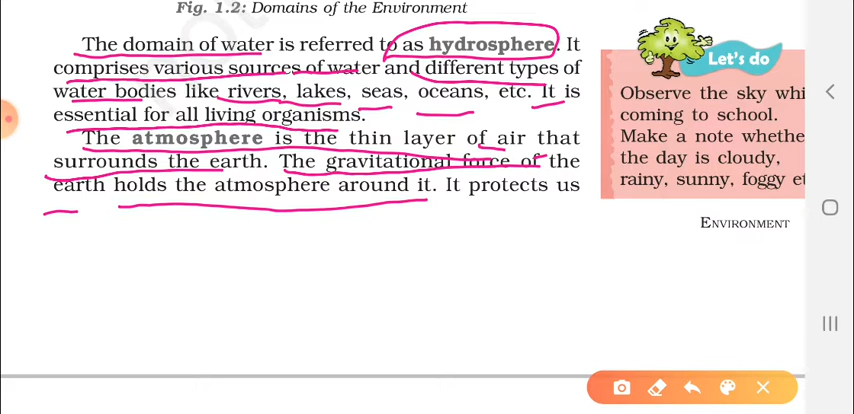 Fig. 1.2: Domains of the Environment
The domain of water is referred to as hydrosphere. It
comprises various sources of water and different types of
water bodies like rivers, lakes, seas, oceans, etc. It is
essential for all living organisms.
The atmosphere is the thin layer of air that
surrounds the earth. The gravitational force of the
earth holds the atmosphere around it. It protects us
Let's do
Observe the sky whi
coming to school.
Make a note whethe
the day is cloudy,
rainy, sunny, foggy et
ENVIRONMENT